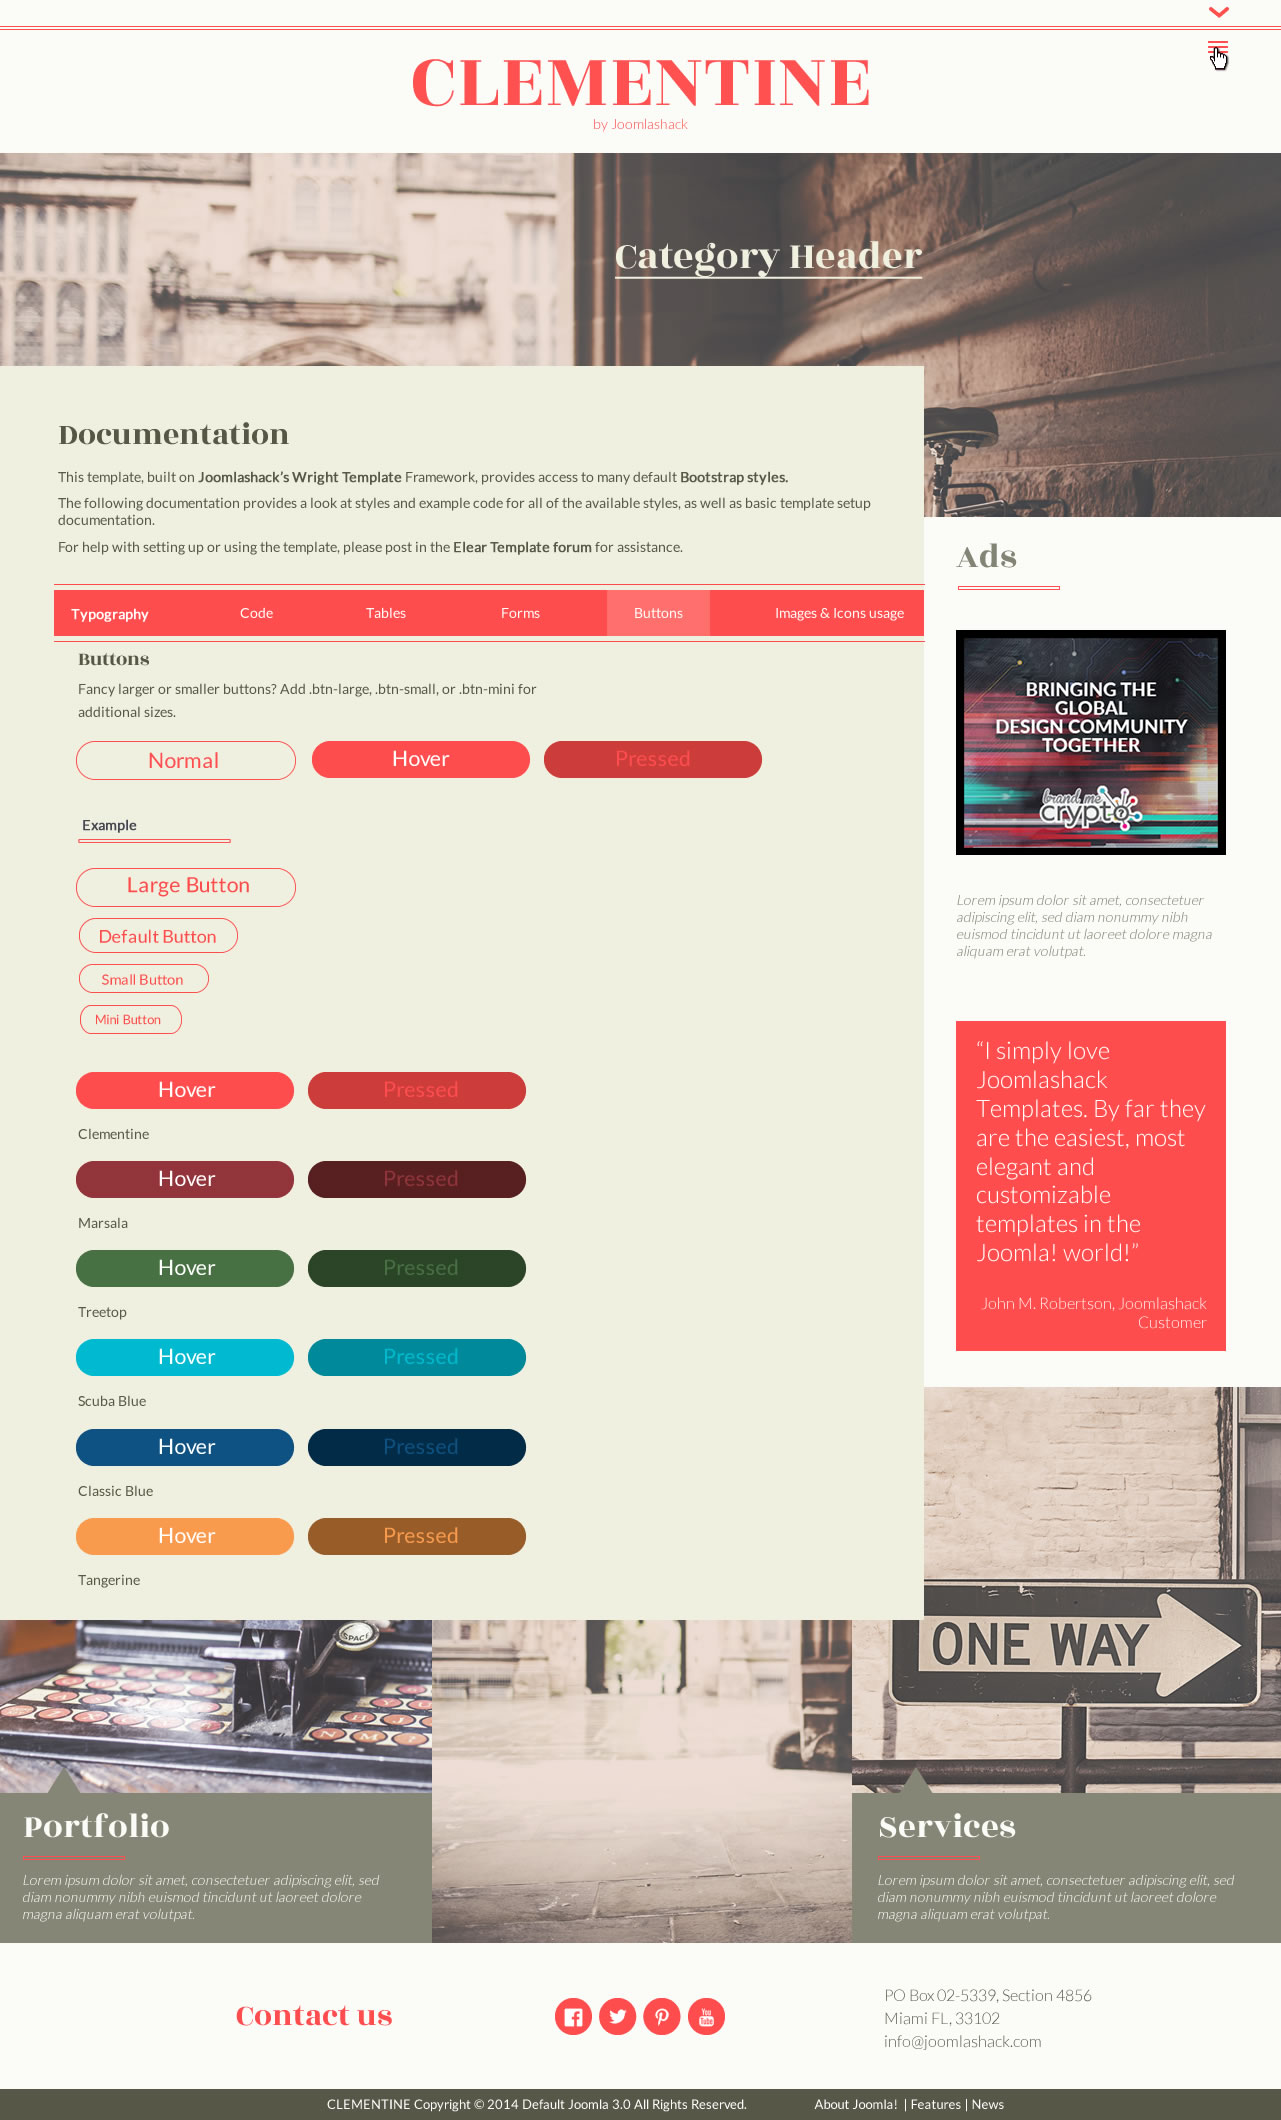 CLEMENTINE
by Joomlashack
Category Header
Documentation
This template, built on Joomlashack's Wright Template Framework, provides access to many default Bootstrap styles.
The following documentation provides a look at styles and example code for all of the available styles, as well as basic template setup
documentation.
For help with setting up or using the template, please post in the Elear Template forum for assistance.
Typography Code Tables Forms Buttons Images & Icons usage
Buttons
Fancy larger or smaller buttons? Add .btn-large, .btn-small, or .btn-mini for
additional sizes.
Normal Hover Pressed
Example
Large Button
Default Button
Small Button
Mini Button
Hover Pressed
Clementine
Hover Pressed
Marsala
Hover Pressed
Treetop
Hover Pressed
Scuba Blue
Hover Pressed
Classic Blue
Hover Pressed
Tangerine
Ads
BRINGING THE
GLOBAL
DESIGN COMMUNITY
TOGETHER
brand me
crypto
Lorem ipsum dolor sit amet, consectetuer
adipiscing elit, sed diam nonummy nibh
euismod tincidunt ut laoreet dolore magna
aliquam erat volutpat.
“I simply love
Joomlashack
Templates. By far they
are the easiest, most
elegant and
customizable
templates in the
Joomla! world!”
John M. Robertson, Joomlashack
Customer
SPACE
ONE WAY
Portfolio
Lorem ipsum dolor sit amet, consectetuer adipiscing elit, sed
diam nonummy nibh euismod tincidunt ut laoreet dolore
magna aliquam erat volutpat.
Services
Lorem ipsum dolor sit amet, consectetuer adipiscing elit, sed
diam nonummy nibh euismod tincidunt ut laoreet dolore
magna aliquam erat volutpat.
Contact us
You
Tube
PO Box 02-5339, Section 4856
Miami FL, 33102
info@joomlashack.com
CLEMENTINE Copyright © 2014 Default Joomla 3.0 All Rights Reserved.
About Joomla! | Features | News